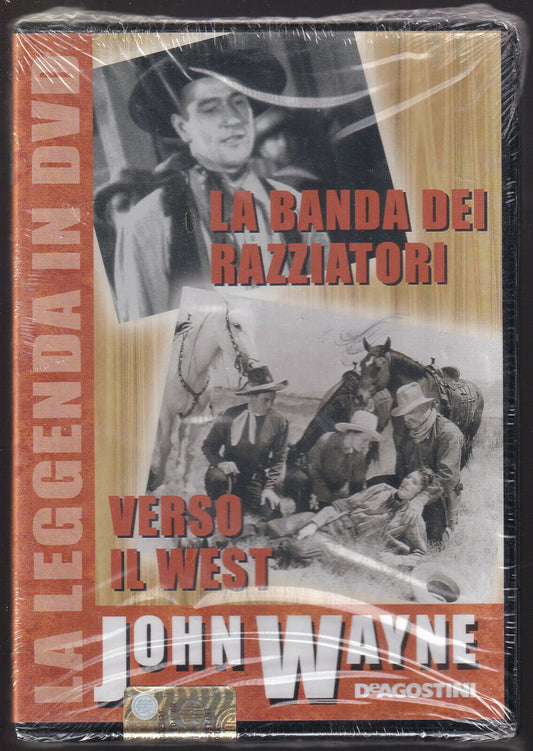 LA LEGGENDA IN DVD
LA BANDA DEI
RAZZIATORI
VERSO
IL WEST
JOHN WAYNE
DeAGOSTINI